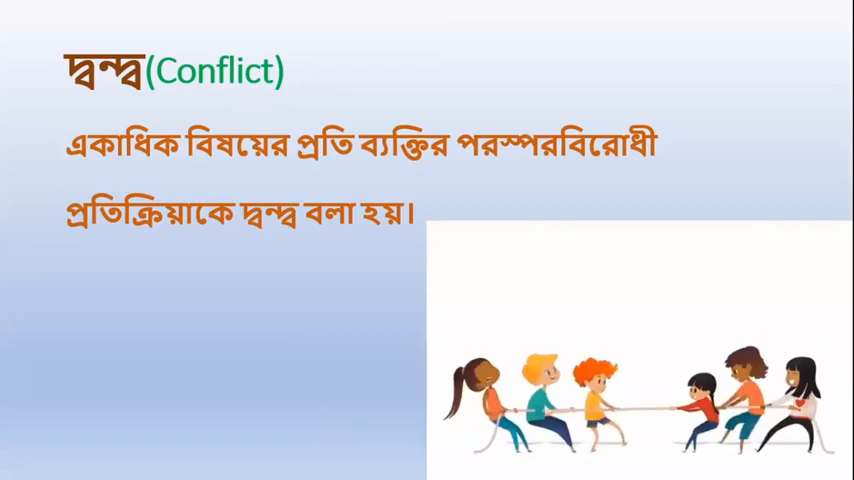 দ্বন্দ্ব(Conflict)
একাধিক বিষয়ের প্রতি ব্যক্তির পরস্পরবিরোধী
প্রতিক্রিয়াকে দ্বন্দ্ব বলা হয়।